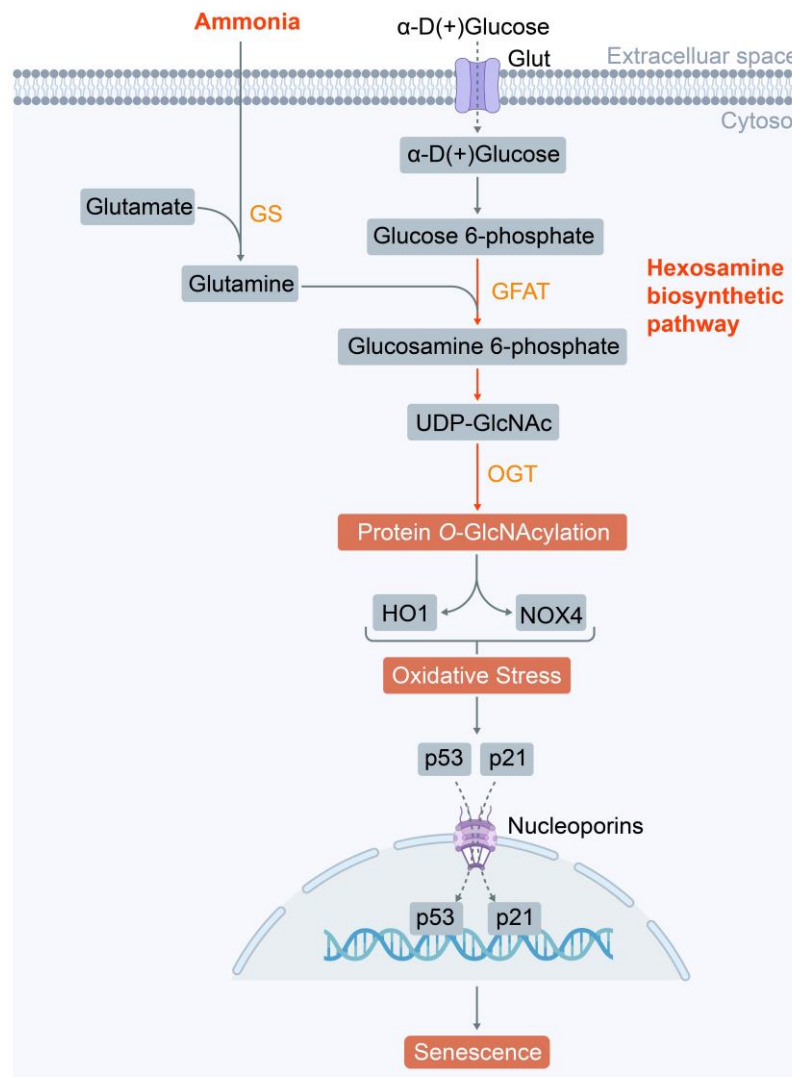 Ammonia
α-D(+)Glucose
Glut
Extracelluar space
Cytoso
α-D(+)Glucose
Glutamate
GS
Glucose 6-phosphate
Glutamine
GFAT
Hexosamine
biosynthetic
pathway
Glucosamine 6-phosphate
UDP-GlcNAc
OGT
Protein O-GlcNAcylation
HO1
NOX4
Oxidative Stress
p53
p21
Nucleoporins
p53
p21
Senescence